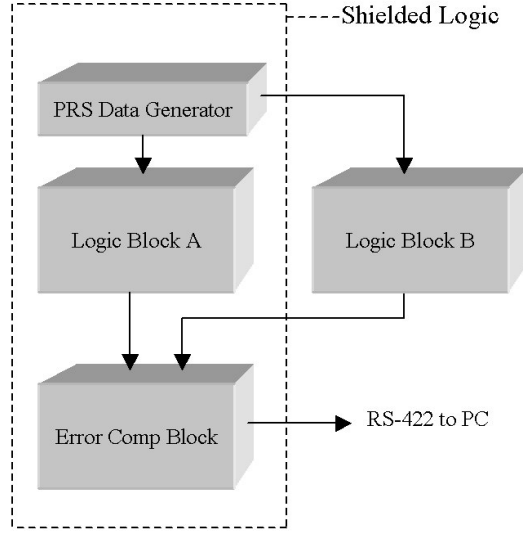 Shielded Logic
PRS Data Generator
Logic Block A
Logic Block B
Error Comp Block
RS-422 to PC